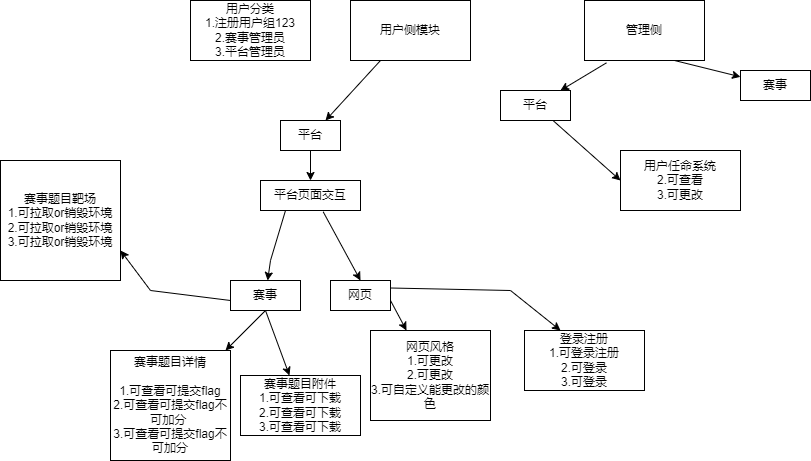 用户分类
1.注册用户组123
2.赛事管理员
3.平台管理员
用户侧模块
管理侧
平台
赛事
平台
用户任命系统
2.可查看
3.可更改
赛事题目靶场
1.可拉取or销毁环境
2.可拉取or销毁环境
3.可拉取or销毁环境
平台页面交互
赛事
网页
赛事题目详情
1.可查看可提交flag
2.可查看可提交flag不
可加分
3.可查看可提交flag不
可加分
赛事题目附件
1.可查看可下载
2.可查看可下载
3.可查看可下载
网页风格
1.可更改
2.可更改
3.可自定义能更改的颜
色
登录注册
1.可登录注册
2.可登录
3.可登录